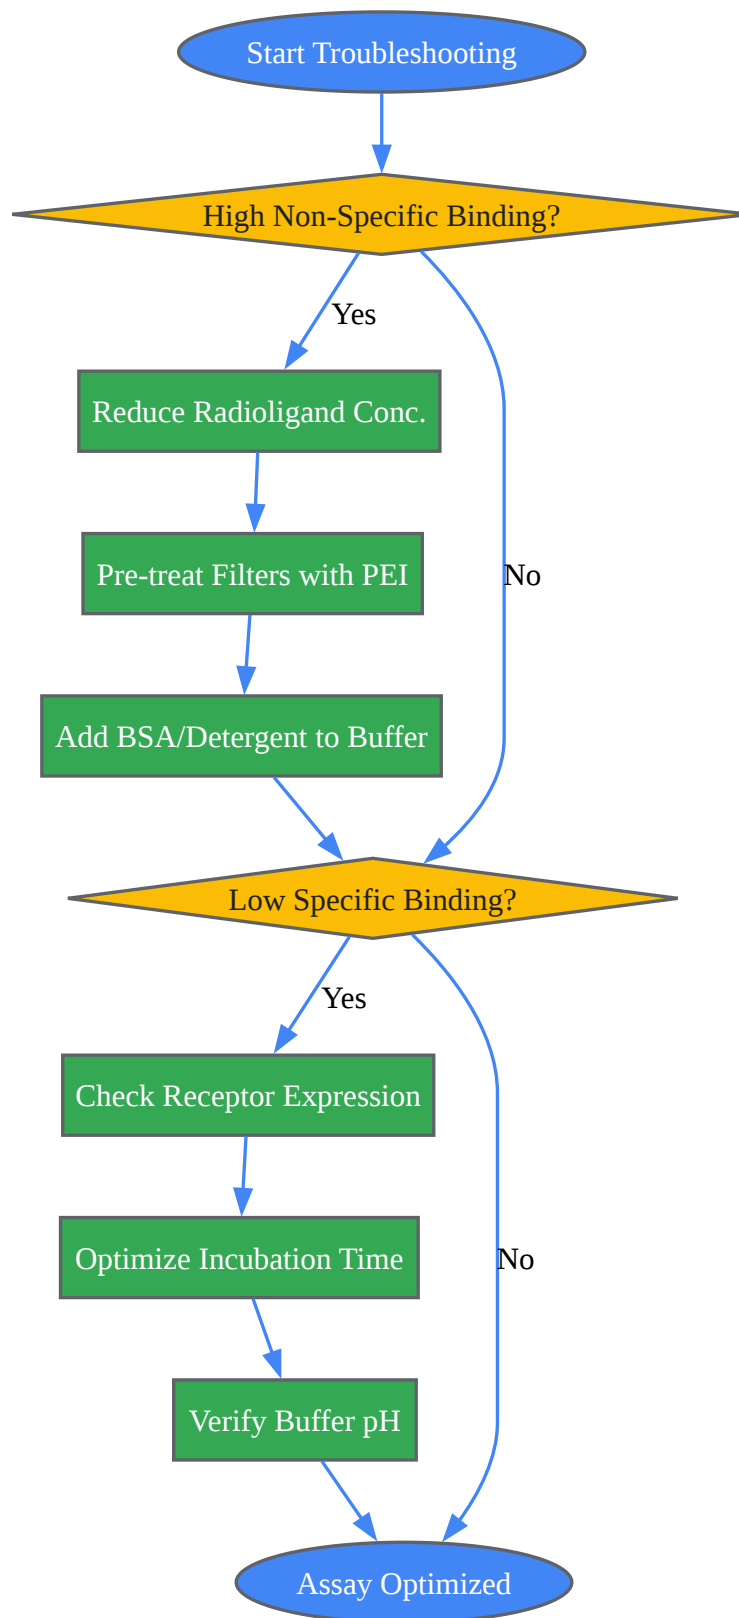 Start Troubleshooting
High Non-Specific Binding?
Yes
Reduce Radioligand Conc.
Pre-treat Filters with PEI
No
Add BSA/Detergent to Buffer
Low Specific Binding?
Yes
Check Receptor Expression
Optimize Incubation Time
No
Verify Buffer pH
Assay Optimized